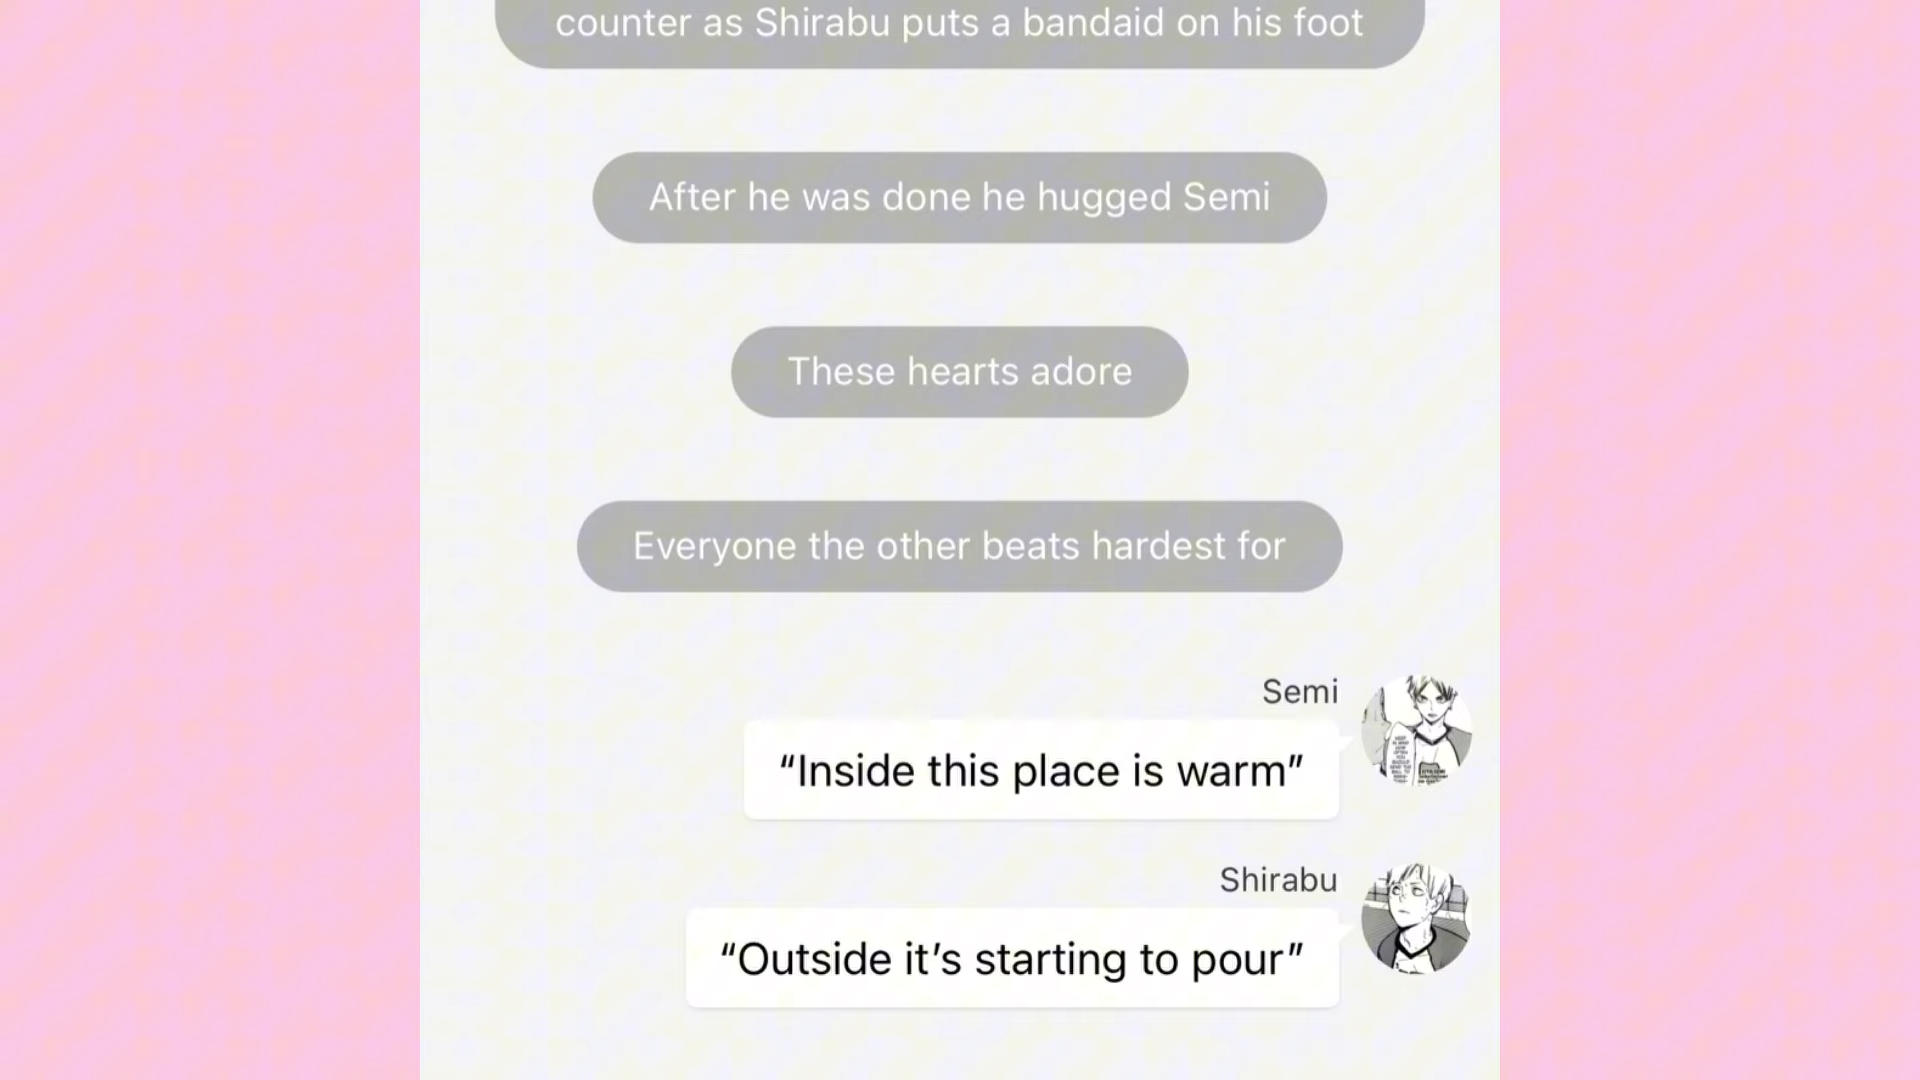 counter as Shirabu puts a bandaid on his foot
After he was done he hugged Semi
These hearts adore
Everyone the other beats hardest for
Semi
“Inside this place is warm”
Shirabu
“Outside it’s starting to pour”